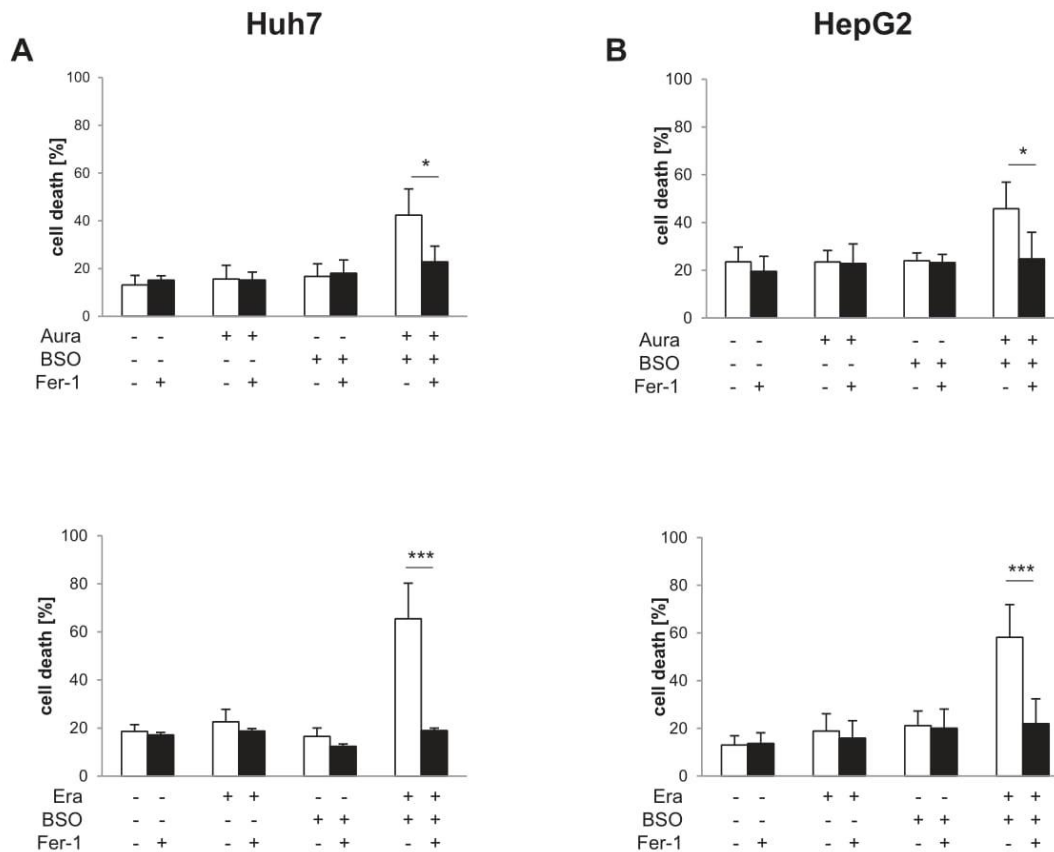 Huh7
HepG2
A
B
cell death [%]
100
80
60
40
20
0
*
Aura - - + + - - + +
BSO - - - - + + + +
Fer-1 - + - + - + - +
cell death [%]
100
80
60
40
20
0
*
Aura - - + + - - + +
BSO - - - - + + + +
Fer-1 - + - + - + - +
cell death [%]
100
80
60
40
20
0
***
Era - - + + - - + +
BSO - - - - + + + +
Fer-1 - + - + - + - +
cell death [%]
100
80
60
40
20
0
***
Era - - + + - - + +
BSO - - - - + + + +
Fer-1 - + - + - + - +